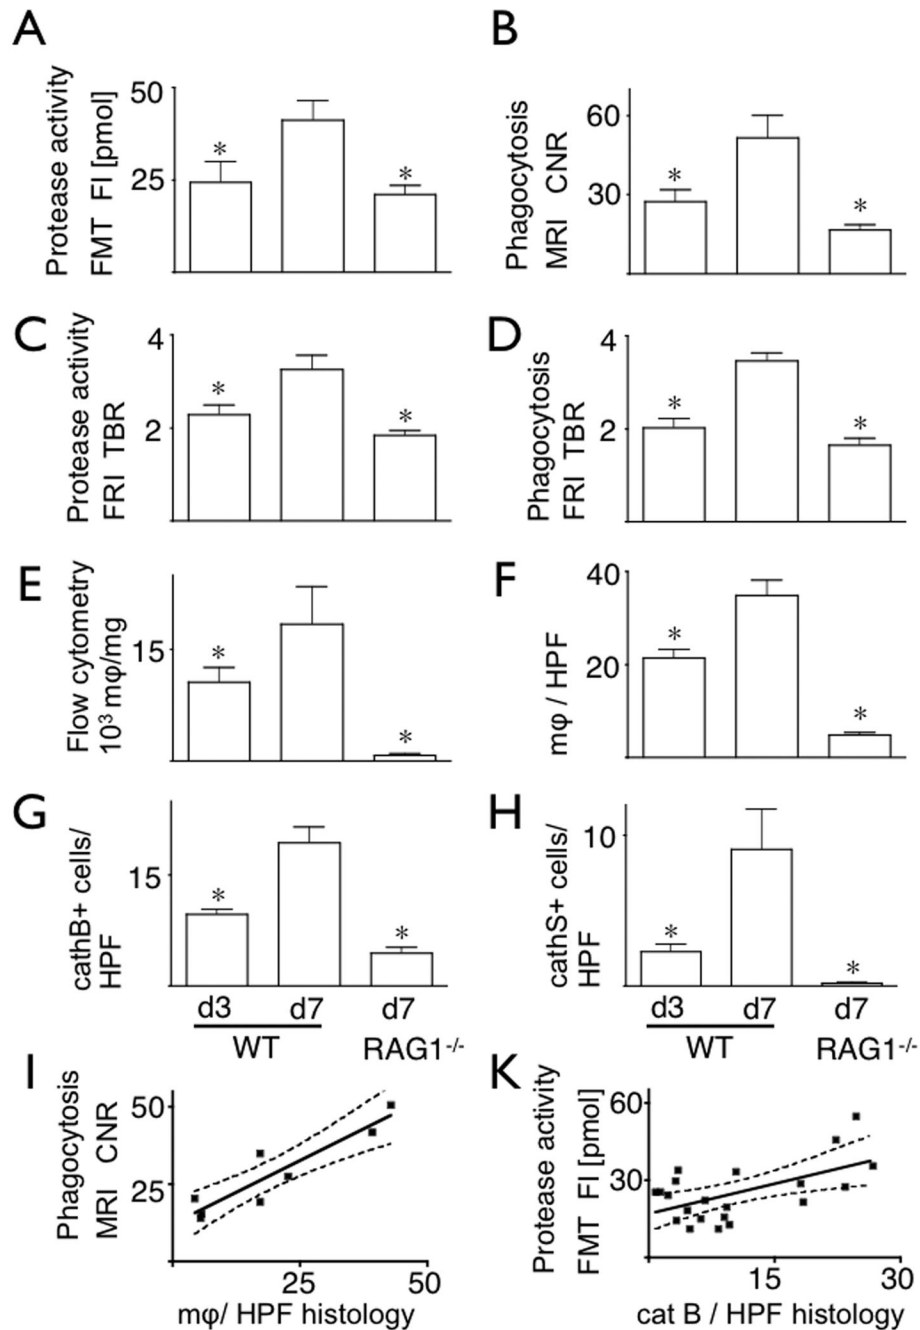 A
Protease activity
FMT FI [pmol]
50
25
*
*
B
Phagocytosis
MRI CNR
60
30
*
*
C
Protease activity
FRI TBR
4
2
*
*
D
Phagocytosis
FRI TBR
4
2
*
*
E
Flow cytometry
10³ mφ/mg
15
*
*
F
mφ / HPF
40
20
*
*
G
cathB+ cells/
HPF
15
*
*
d3 d7 d7
WT RAG1-/-
H
cathS+ cells/
HPF
10
*
*
d3 d7 d7
WT RAG1-/-
I
Phagocytosis
MRI CNR
50
25
25 50
mφ/ HPF histology
K
Protease activity
FMT FI [pmol]
60
30
15 30
cat B / HPF histology